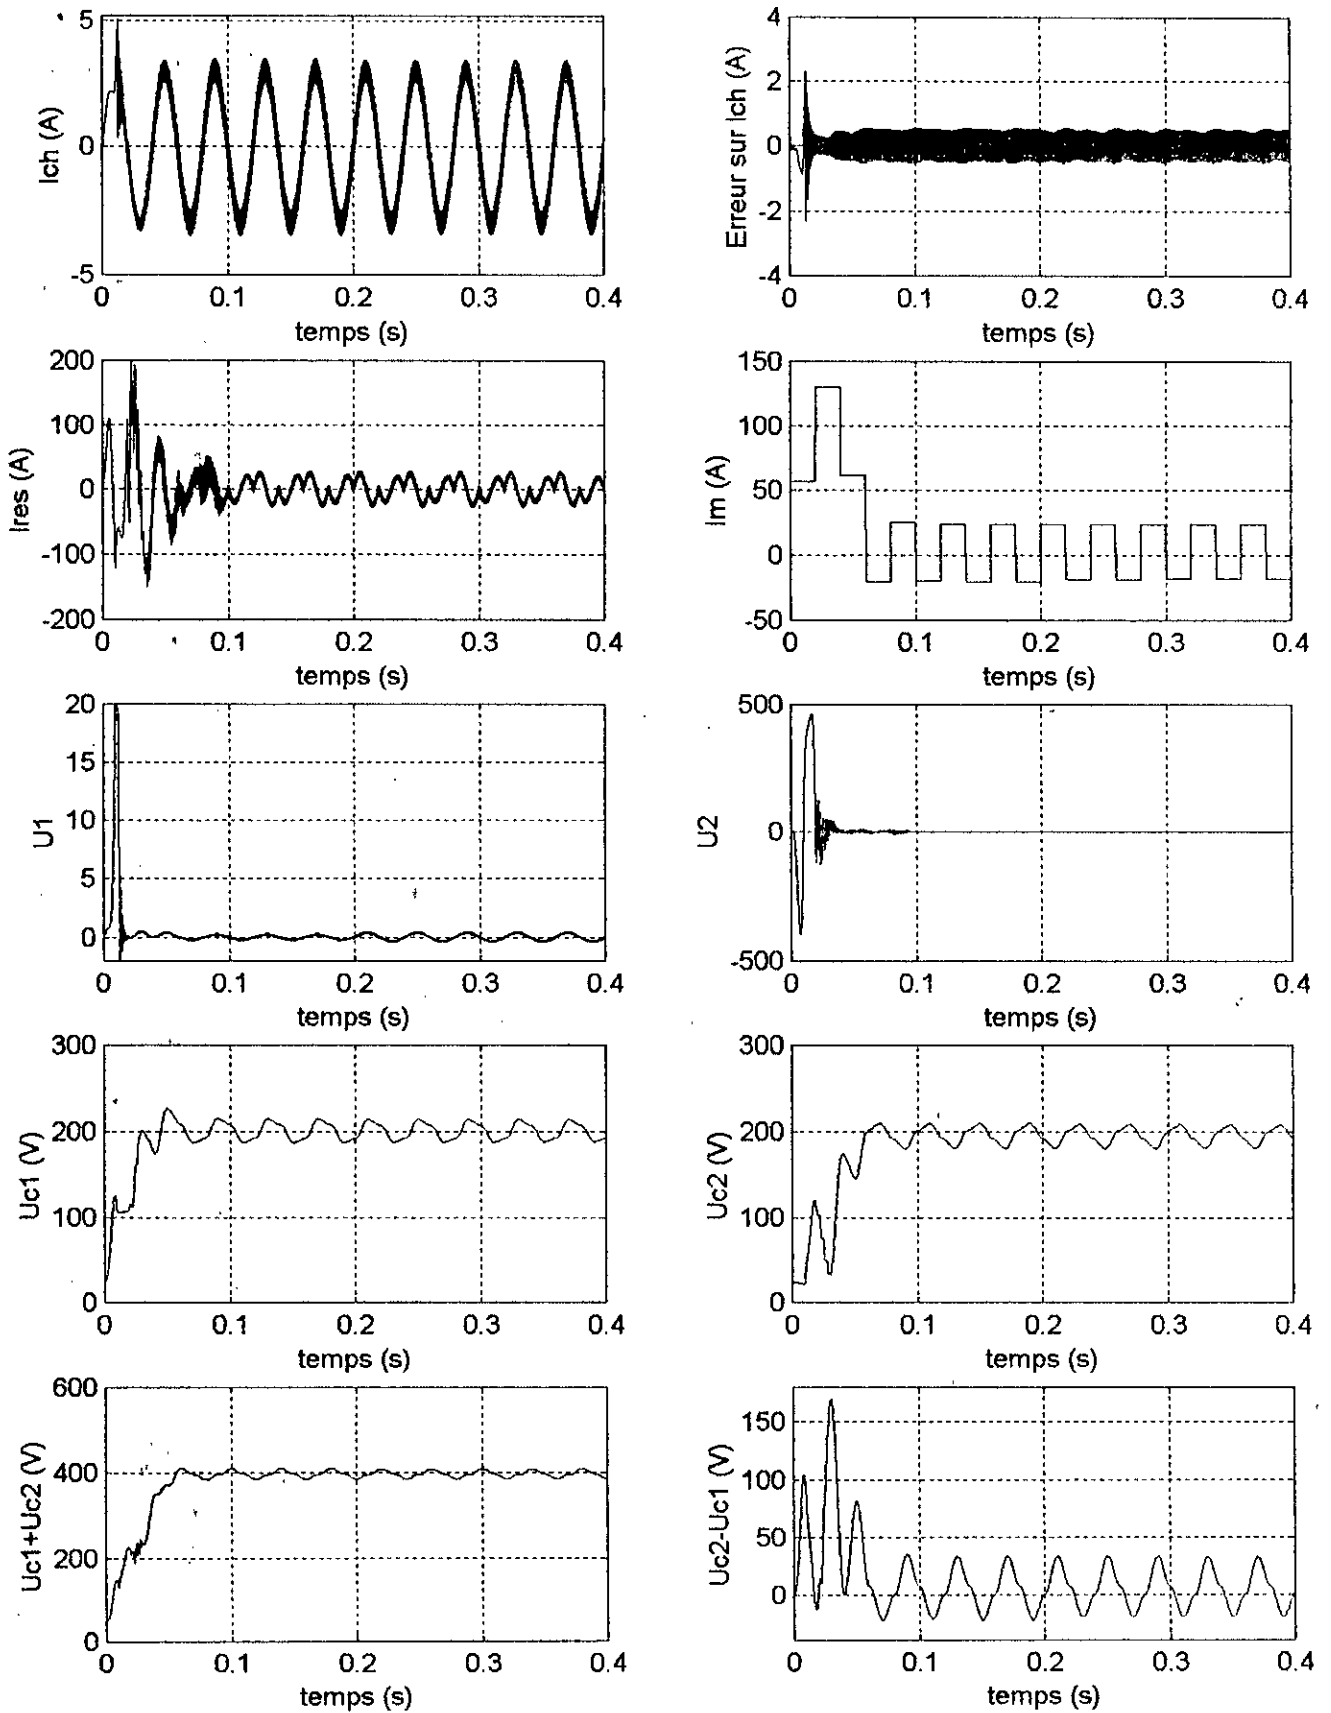 5
0
-5
Ich (A)
0 0.1 0.2 0.3 0.4
temps (s)
4
2
0
-2
-4
Erreur sur Ich (A)
0 0.1 0.2 0.3 0.4
temps (s)
200
100
0
-100
-200
Ires (A)
0 0.1 0.2 0.3 0.4
temps (s)
150
100
50
0
-50
Im (A)
0 0.1 0.2 0.3 0.4
temps (s)
20
15
10
5
0
U1
0 0.1 0.2 0.3 0.4
temps (s)
500
0
-500
U2
0 0.1 0.2 0.3 0.4
temps (s)
300
200
100
0
Uc1 (V)
0 0.1 0.2 0.3 0.4
temps (s)
300
200
100
0
Uc2 (V)
0 0.1 0.2 0.3 0.4
temps (s)
600
400
200
0
Uc1+Uc2 (V)
0 0.1 0.2 0.3 0.4
temps (s)
150
100
50
0
Uc2-Uc1 (V)
0 0.1 0.2 0.3 0.4
temps (s)